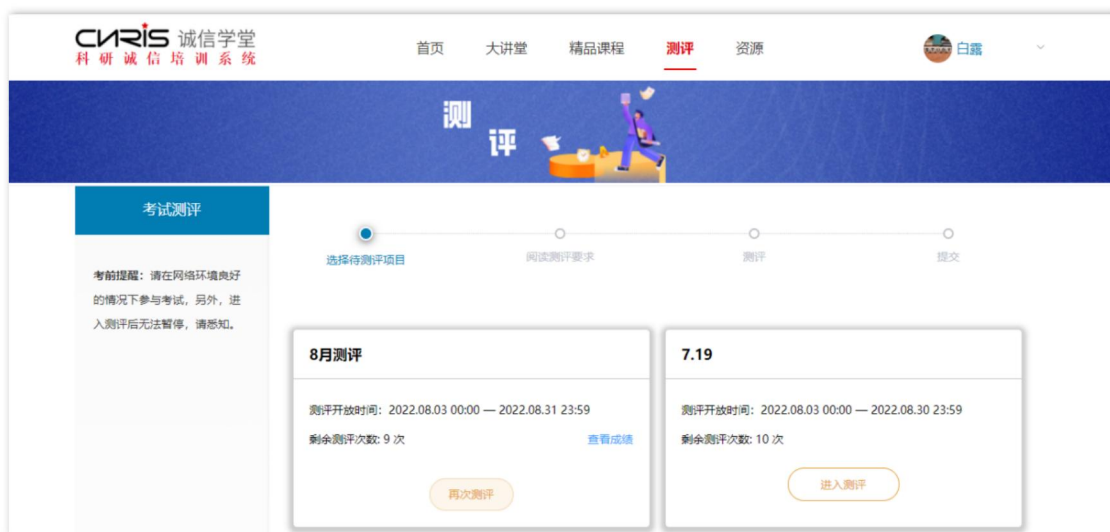 CNRIS 诚信学堂
科研诚信培训系统
首页 大讲堂 精品课程 测评 资源
白露
测评
考试测评
考前提醒：请在网络环境良好
的情况下参与考试，另外，进
入测评后无法暂停，请悉知。
选择待测评项目 阅读测评要求 测评 提交
8月测评
测评开放时间：2022.08.03 00:00 — 2022.08.31 23:59
剩余测评次数: 9 次 查看成绩
再次测评
7.19
测评开放时间：2022.08.03 00:00 — 2022.08.30 23:59
剩余测评次数: 10 次
进入测评